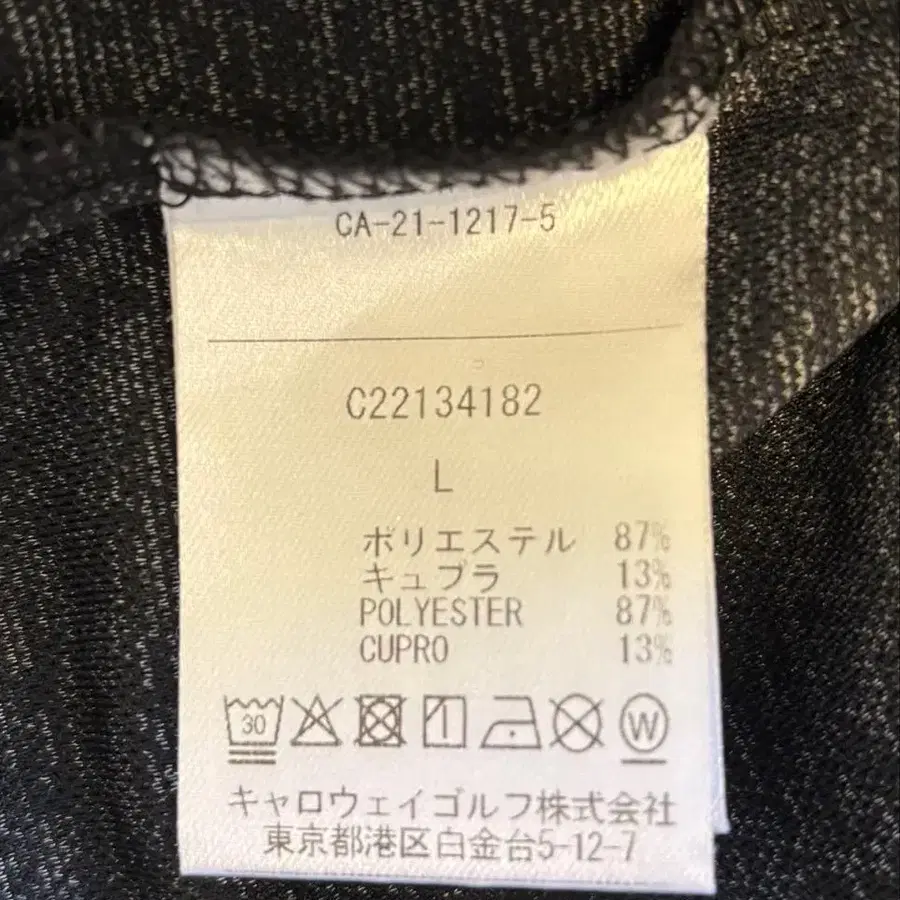 CA-21-1217-5
C22134182
L
ポリエステル 87%
キュプラ 13%
POLYESTER 87%
CUPRO 13%
30 W
キャロウェイゴルフ株式会社
東京都港区白金台5-12-7